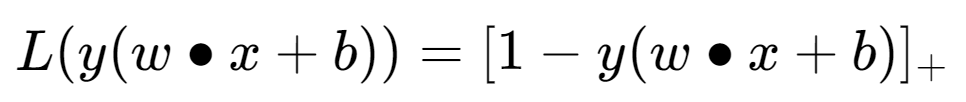 L(y(w • x + b)) = [1 − y(w • x + b)]₊